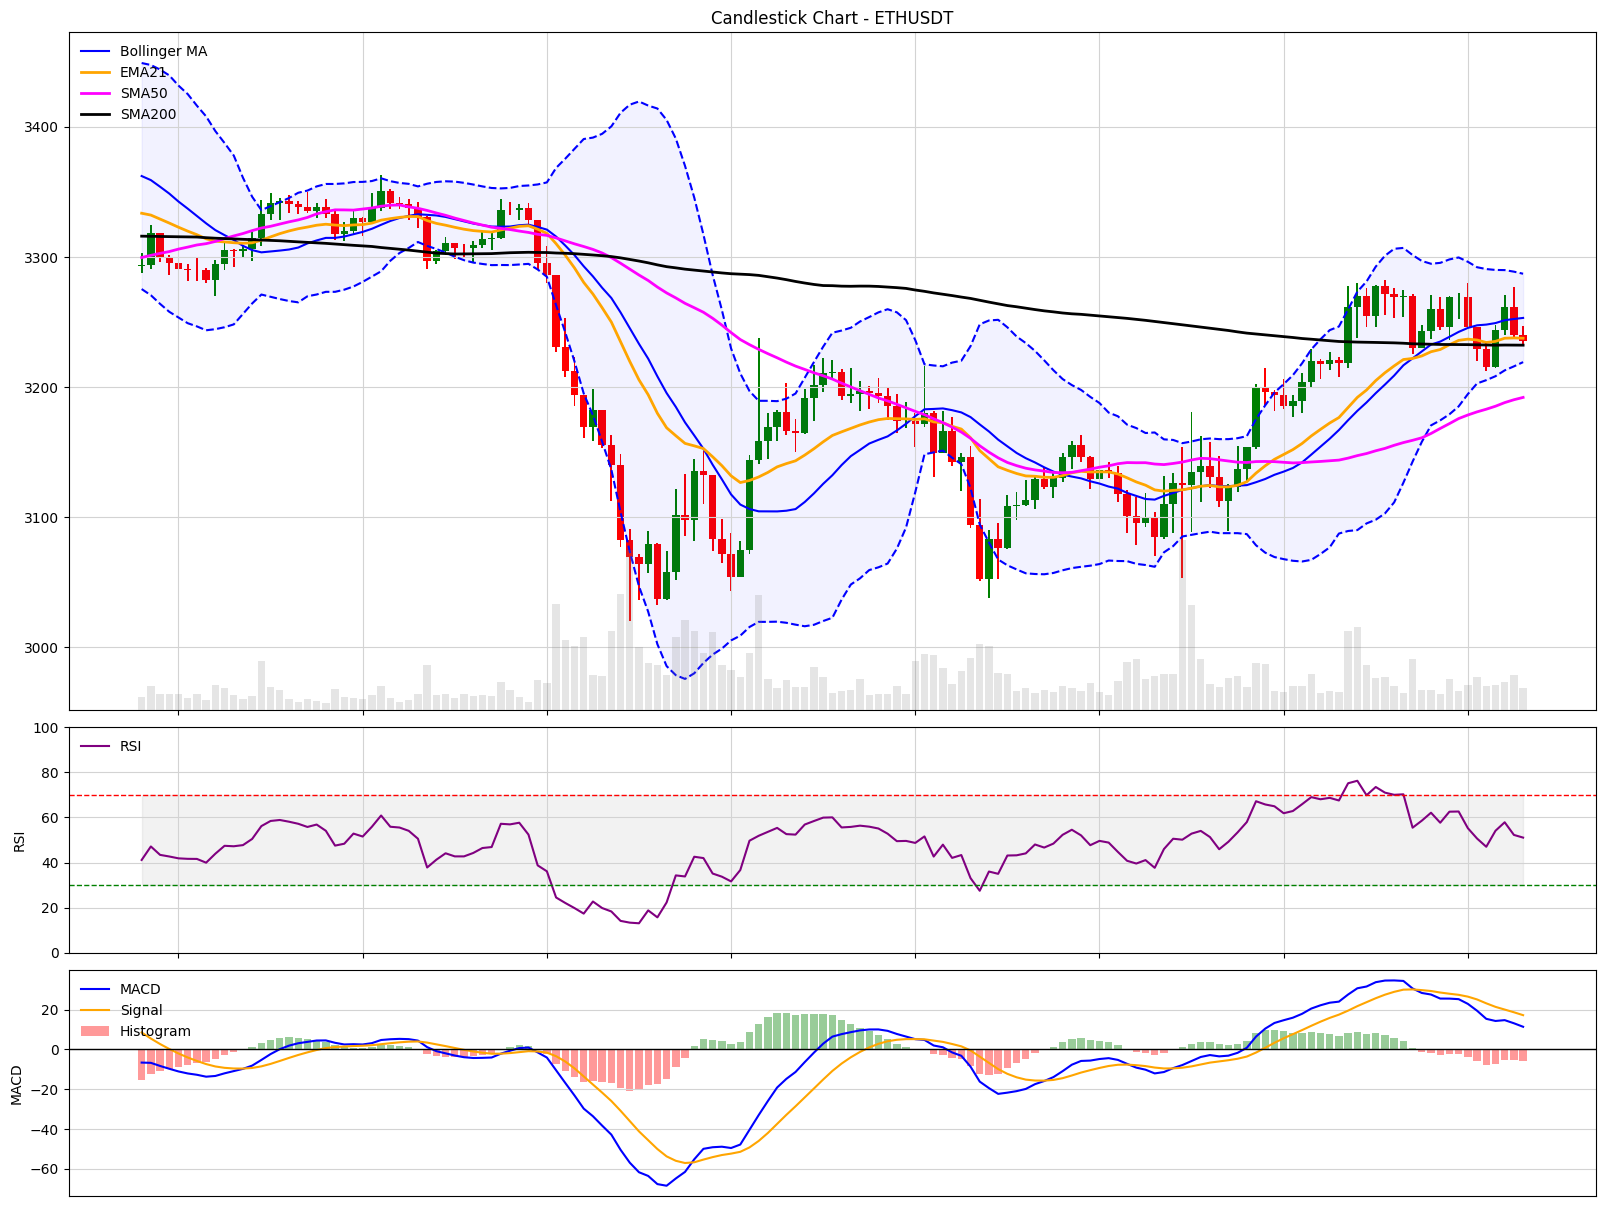 Candlestick Chart - ETHUSDT
Bollinger MA
EMA21
SMA50
SMA200
3400
3300
3200
3100
3000
RSI
100
80
60
40
20
0
RSI
MACD
Signal
Histogram
20
0
−20
−40
−60
MACD